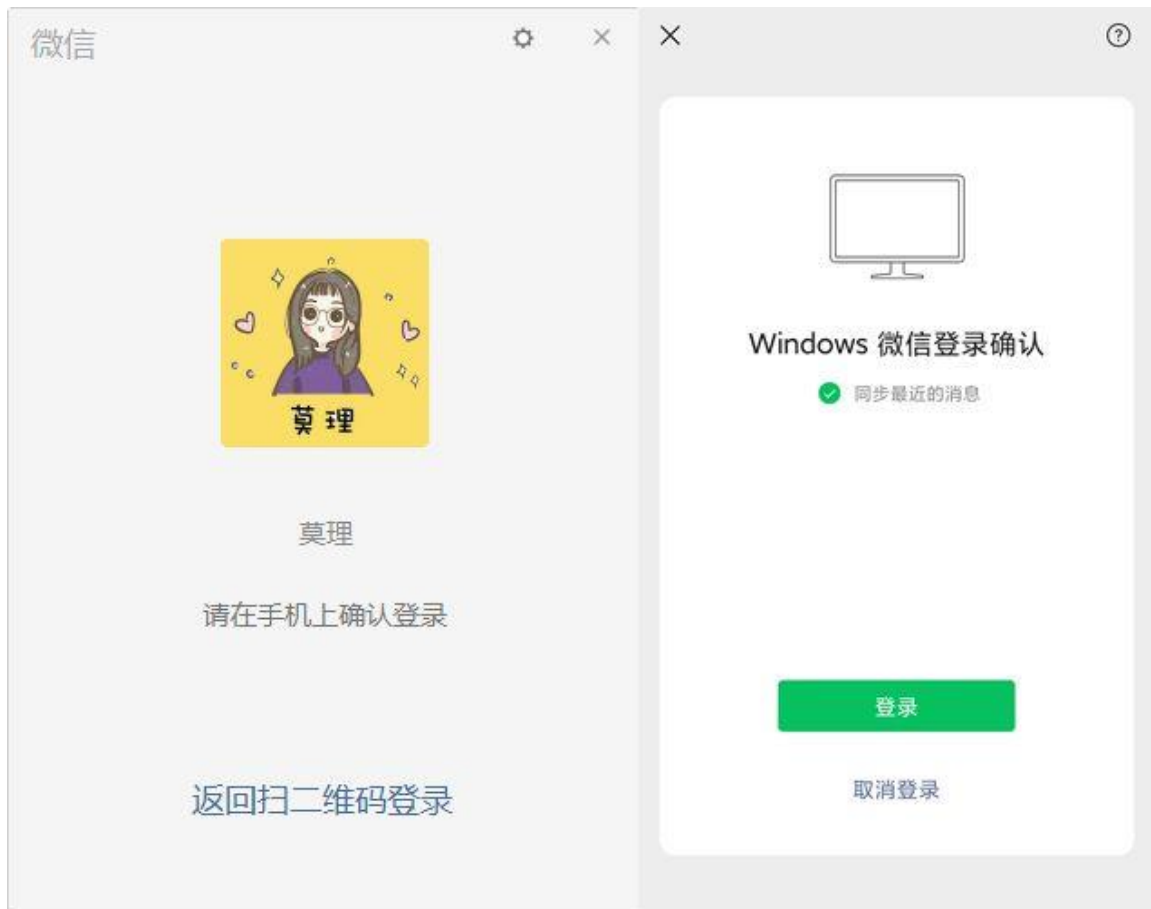 微信
莫理
莫理
请在手机上确认登录
返回扫二维码登录
Windows 微信登录确认
同步最近的消息
登录
取消登录